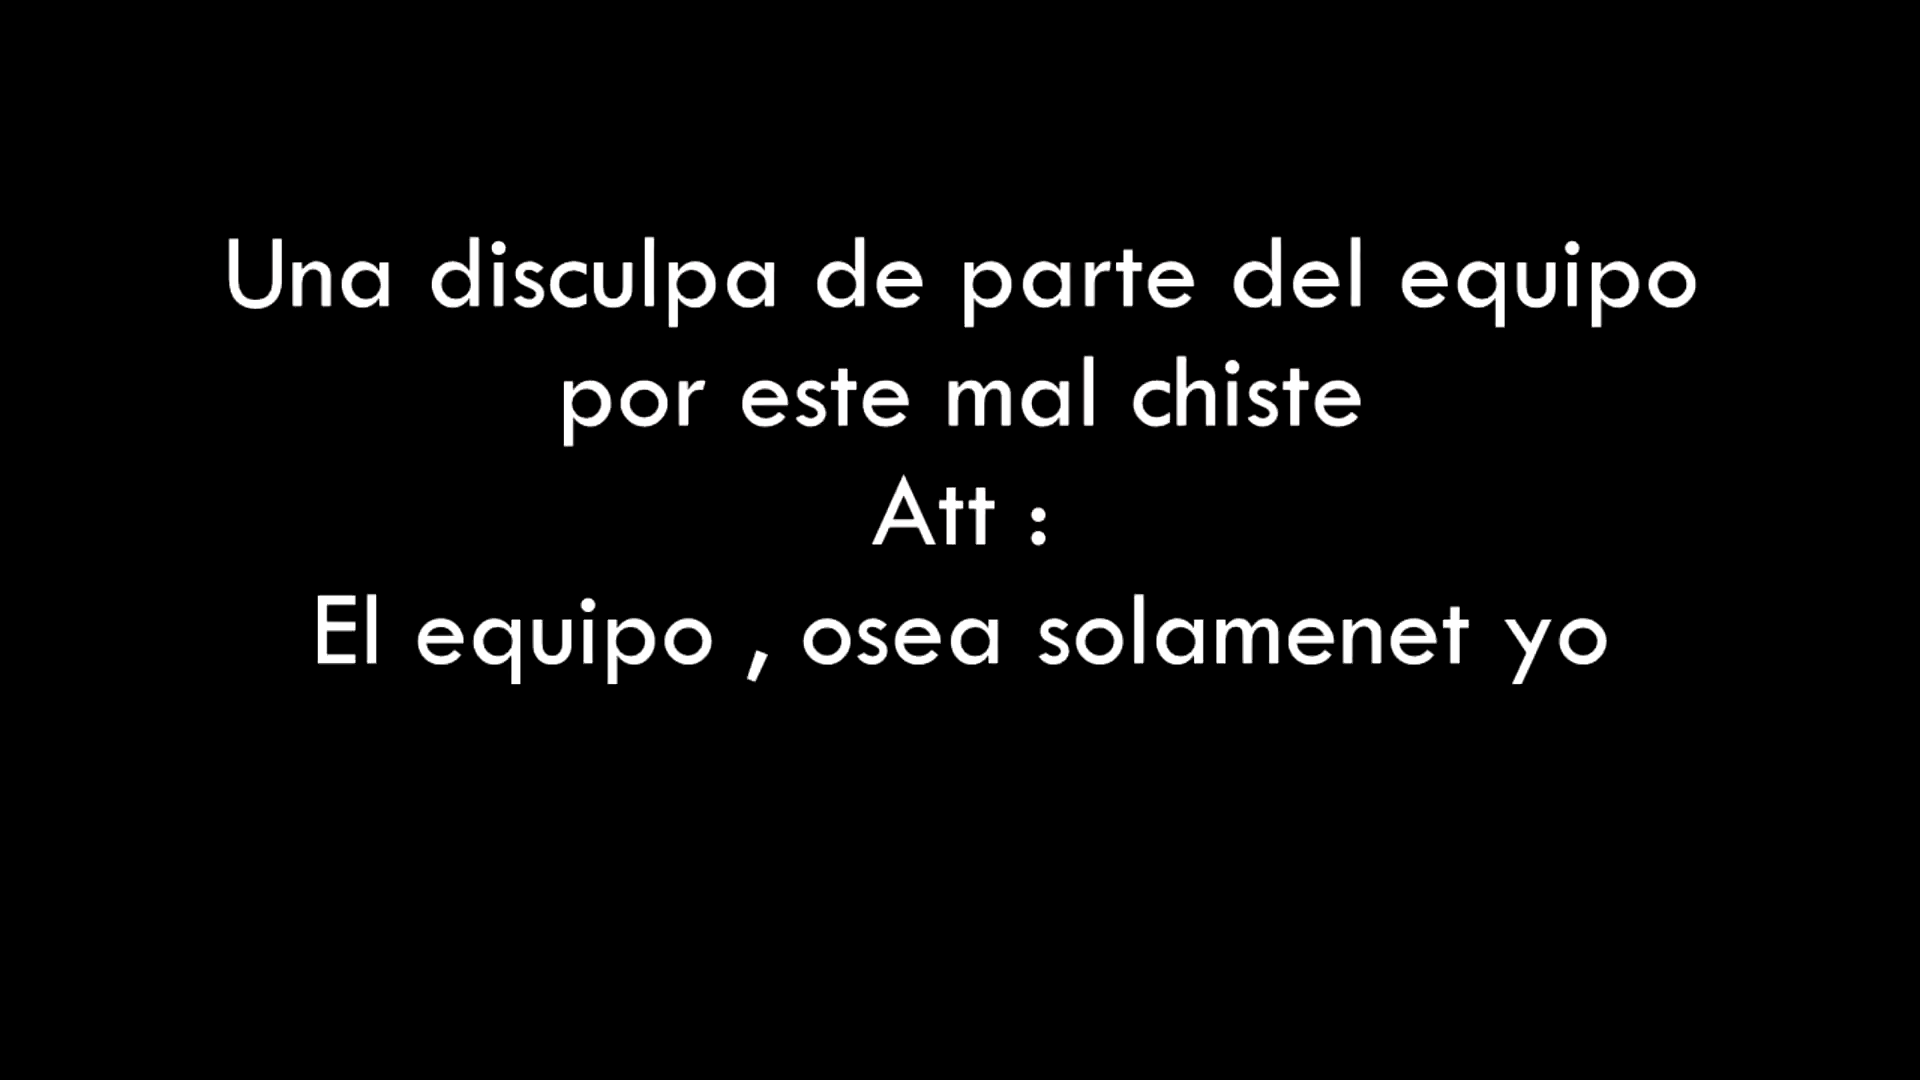 Una disculpa de parte del equipo
por este mal chiste
Att :
El equipo , osea solamenet yo